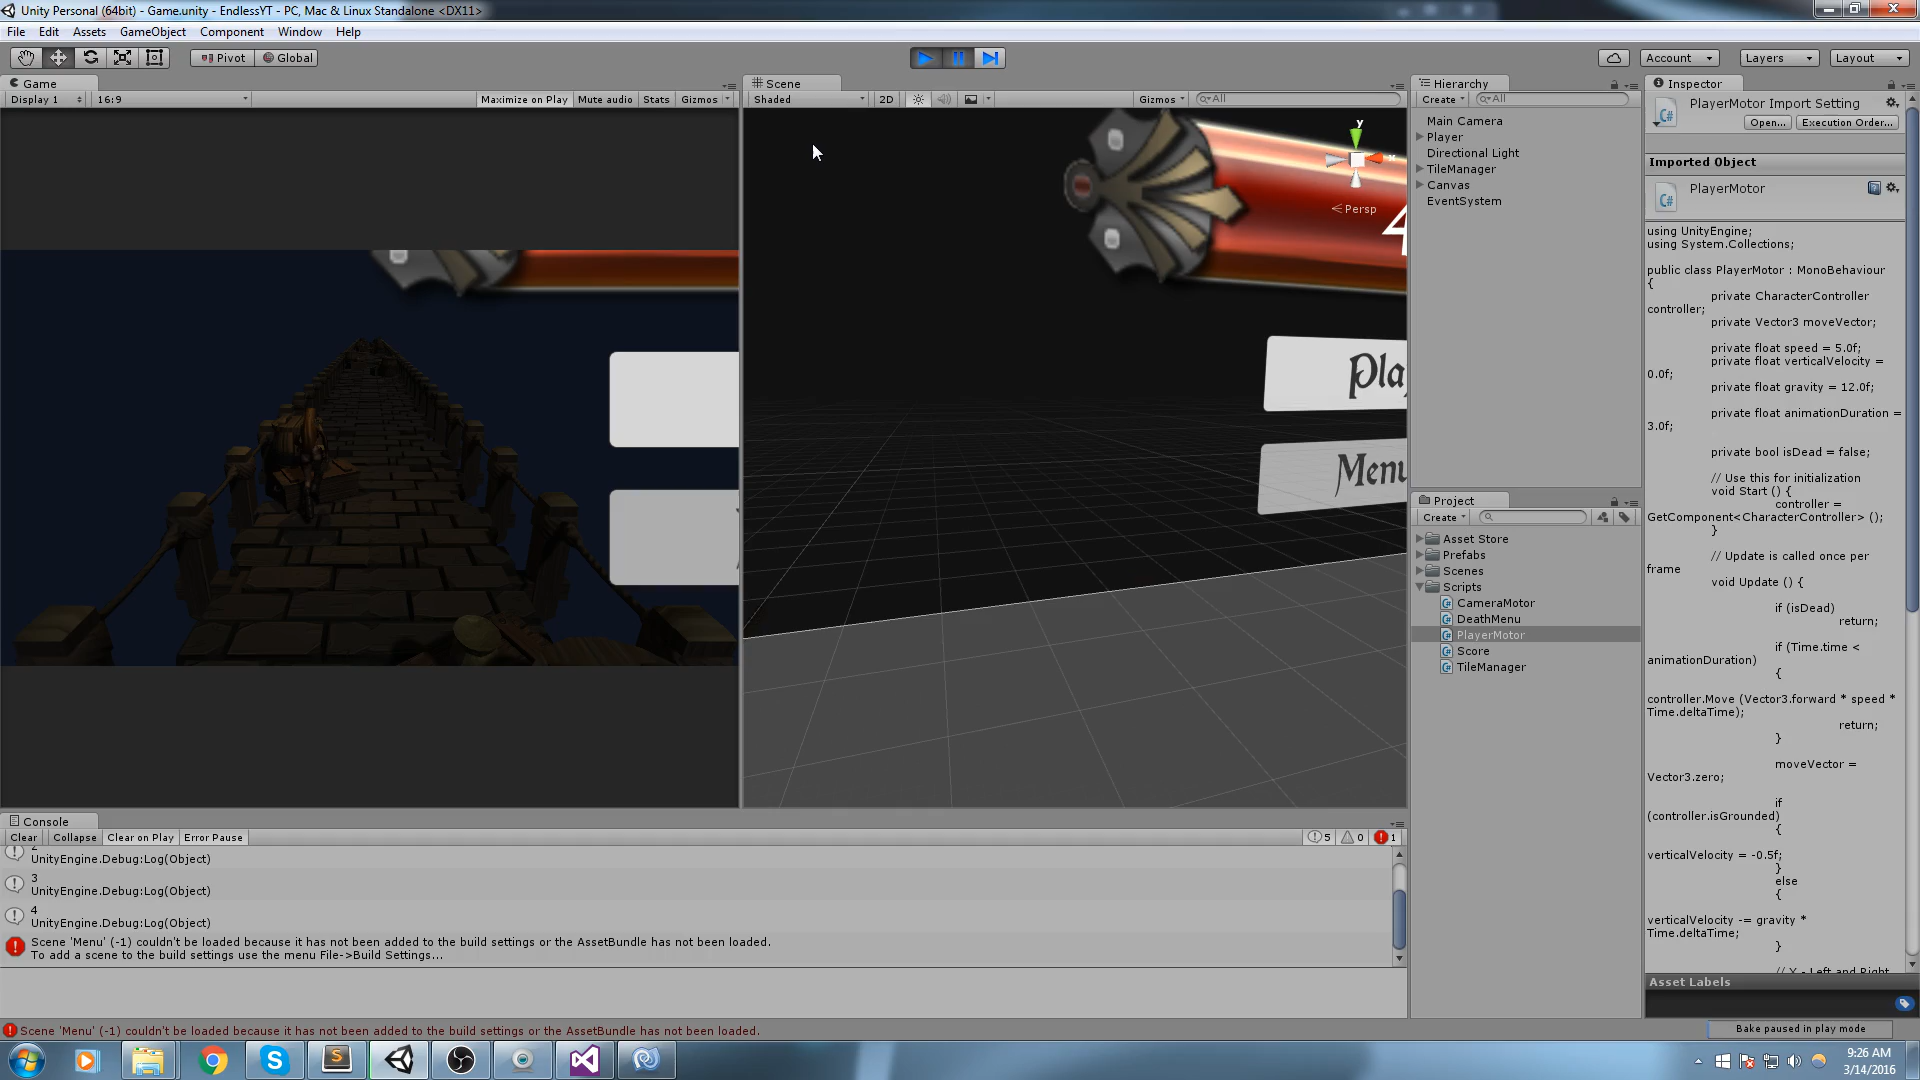 Unity Personal (64bit) - Game.unity - EndlessYT - PC, Mac & Linux Standalone <DX11>
File Edit Assets GameObject Component Window Help
Pivot Global Account Layers Layout
Game
Display 1 16:9 Maximize on Play Mute audio Stats Gizmos
Scene
Shaded 2D Gizmos All
y
x
Persp
4
Play
Menu
Hierarchy
Create All
Main Camera
Player
Directional Light
TileManager
Canvas
EventSystem
Project
Create
Asset Store
Prefabs
Scenes
Scripts
CameraMotor
DeathMenu
PlayerMotor
Score
TileManager
Inspector
PlayerMotor Import Setting
Open... Execution Order...
Imported Object
PlayerMotor
using UnityEngine;
using System.Collections;
public class PlayerMotor : MonoBehaviour
{
private CharacterController
controller;
private Vector3 moveVector;
private float speed = 5.0f;
private float verticalVelocity =
0.0f;
private float gravity = 12.0f;
private float animationDuration =
3.0f;
private bool isDead = false;
// Use this for initialization
void Start () {
controller =
GetComponent<CharacterController> ();
}
// Update is called once per
frame
void Update () {
if (isDead)
return;
if (Time.time <
animationDuration)
{
controller.Move (Vector3.forward * speed *
Time.deltaTime);
return;
}
moveVector =
Vector3.zero;
if
(controller.isGrounded)
{
verticalVelocity = -0.5f;
}
else
{
verticalVelocity -= gravity *
Time.deltaTime;
}
// X - Left and Right
Asset Labels
Bake paused in play mode
Console
Clear Collapse Clear on Play Error Pause 5 0 1
2
UnityEngine.Debug:Log(Object)
3
UnityEngine.Debug:Log(Object)
4
UnityEngine.Debug:Log(Object)
Scene 'Menu' (-1) couldn't be loaded because it has not been added to the build settings or the AssetBundle has not been loaded.
To add a scene to the build settings use the menu File->Build Settings...
Scene 'Menu' (-1) couldn't be loaded because it has not been added to the build settings or the AssetBundle has not been loaded.
9:26 AM
3/14/2016